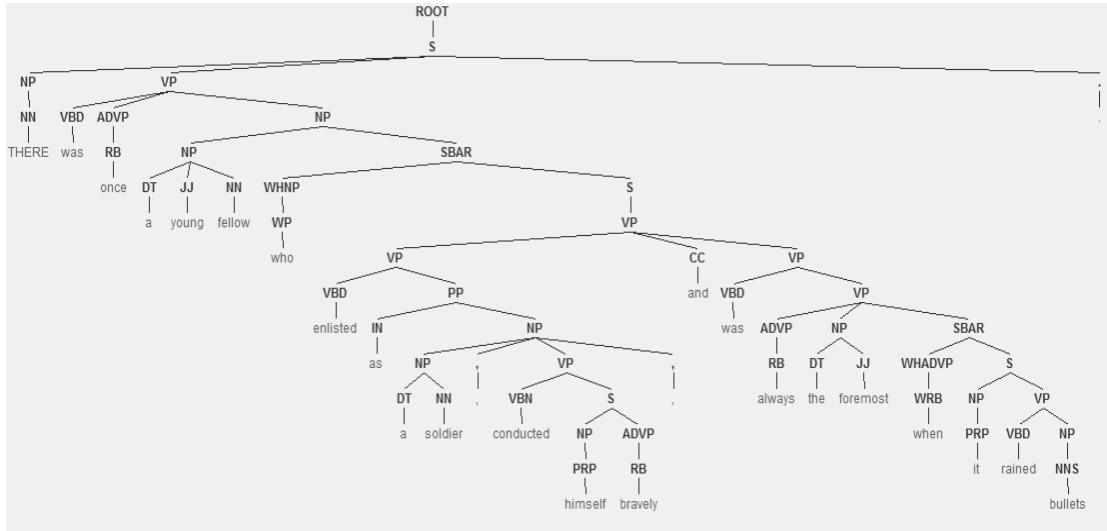 ROOT
S
NP VP .
NN VBD ADVP NP .
THERE was RB NP SBAR
once DT JJ NN WHNP S
a young fellow WP VP
who VP CC VP
VBD PP and VBD VP
enlisted IN NP was ADVP NP SBAR
as NP , VP , RB DT JJ WHADVP S
DT NN , VBN S , always the foremost WRB NP VP
a soldier conducted NP ADVP when PRP VBD NP
PRP RB it rained NNS
himself bravely bullets